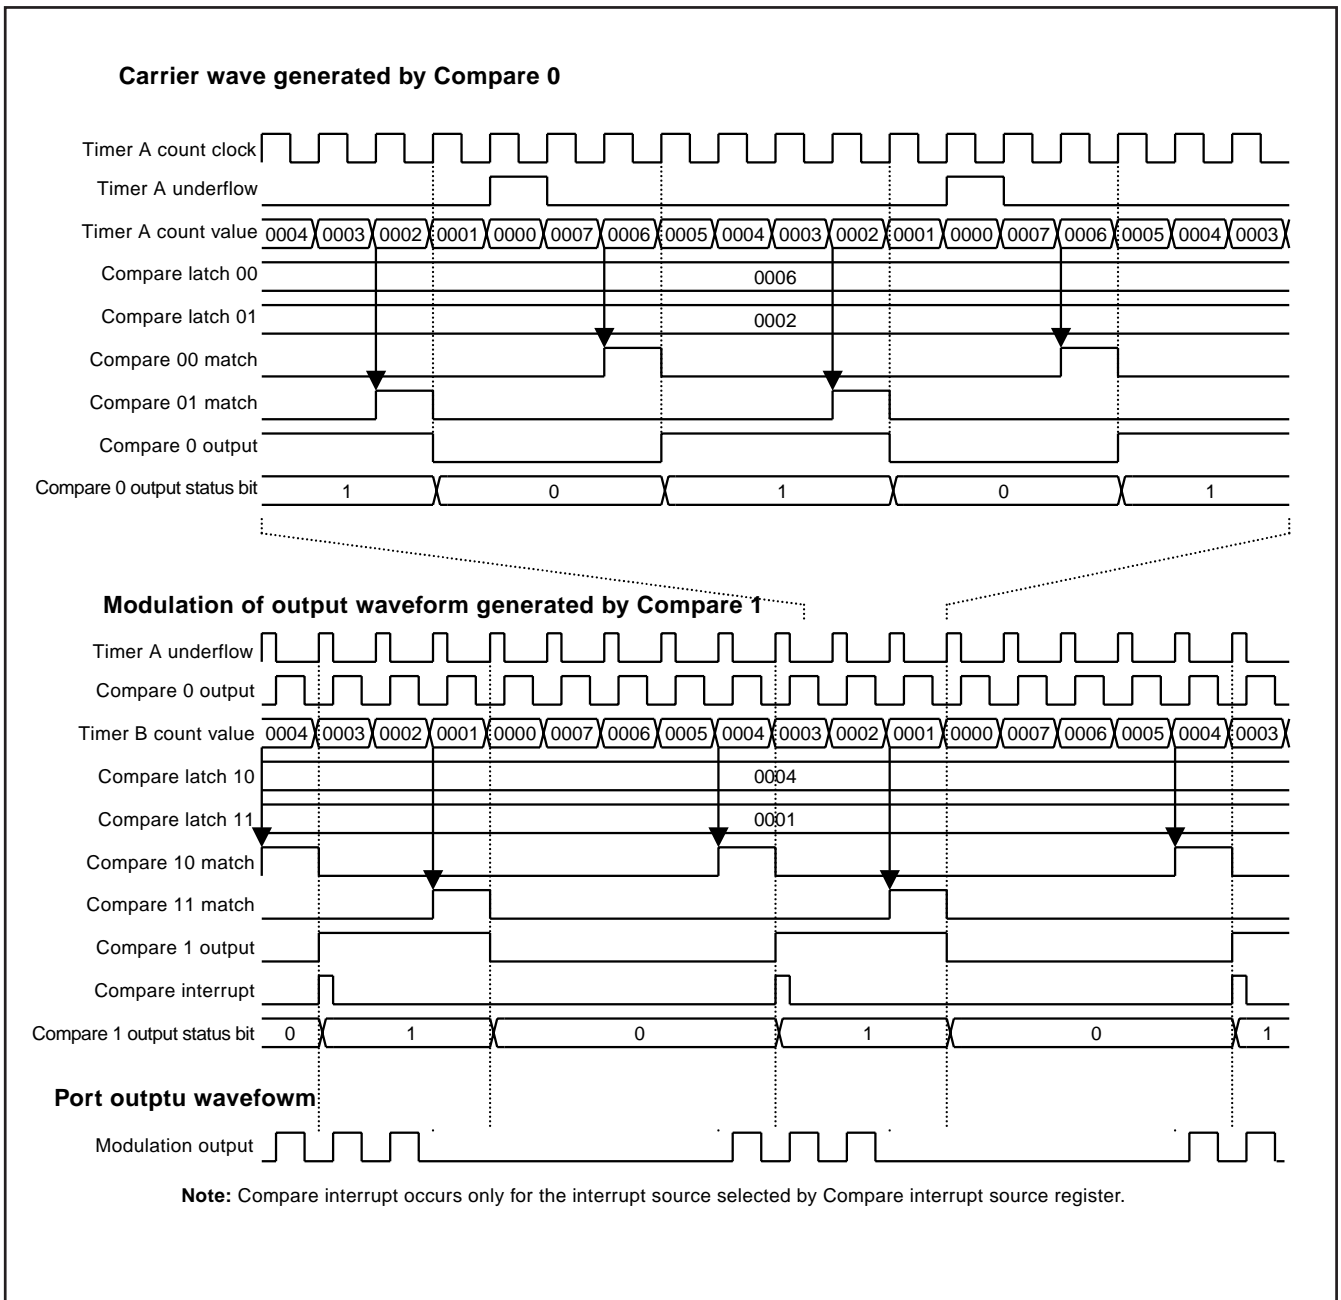 Carrier wave generated by Compare 0
Timer A count clock
Timer A underflow
Timer A count value 0004 0003 0002 0001 0000 0007 0006 0005 0004 0003 0002 0001 0000 0007 0006 0005 0004 0003
Compare latch 00 0006
Compare latch 01 0002
Compare 00 match
Compare 01 match
Compare 0 output
Compare 0 output status bit 1 0 1 0 1
Modulation of output waveform generated by Compare 1
Timer A underflow
Compare 0 output
Timer B count value 0004 0003 0002 0001 0000 0007 0006 0005 0004 0003 0002 0001 0000 0007 0006 0005 0004 0003
Compare latch 10 0004
Compare latch 11 0001
Compare 10 match
Compare 11 match
Compare 1 output
Compare interrupt
Compare 1 output status bit 0 1 0 1 0 1
Port outptu wavefowm
Modulation output
Note: Compare interrupt occurs only for the interrupt source selected by Compare interrupt source register.